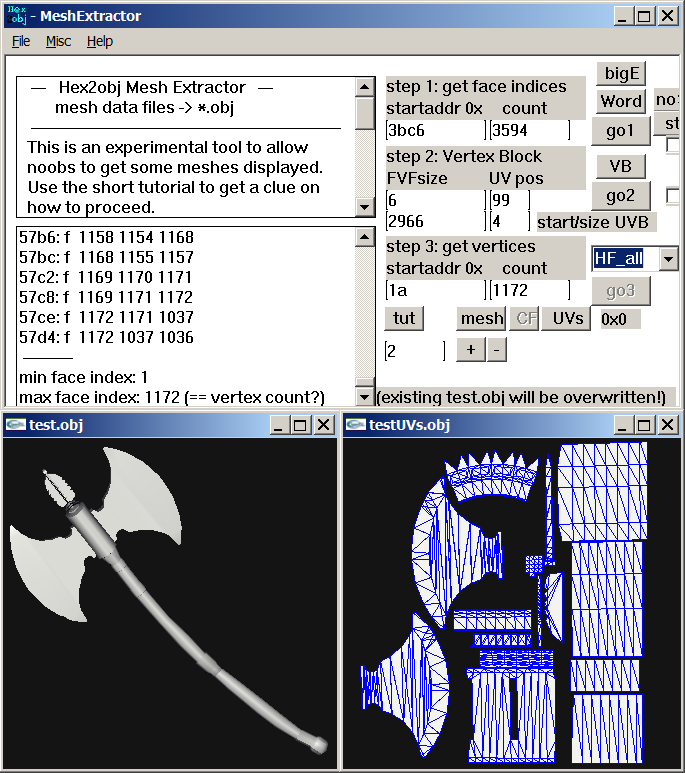 Hex
obj - MeshExtractor
File Misc Help
— Hex2obj Mesh Extractor —
mesh data files -> *.obj
This is an experimental tool to allow
noobs to get some meshes displayed.
Use the short tutorial to get a clue on
how to proceed.
57b6: f 1158 1154 1168
57bc: f 1168 1155 1157
57c2: f 1169 1170 1171
57c8: f 1169 1171 1172
57ce: f 1172 1171 1037
57d4: f 1172 1037 1036
min face index: 1
max face index: 1172 (== vertex count?)
step 1: get face indices
startaddr 0x count
3bc6 3594
step 2: Vertex Block
FVFsize UV pos
6 99
2966 4 start/size UVB
step 3: get vertices
startaddr 0x count
1a 1172
tut mesh CF UVs 0x0
2 + -
(existing test.obj will be overwritten!)
bigE
Word
go1
VB
go2
HF_all
go3
test.obj
testUVs.obj